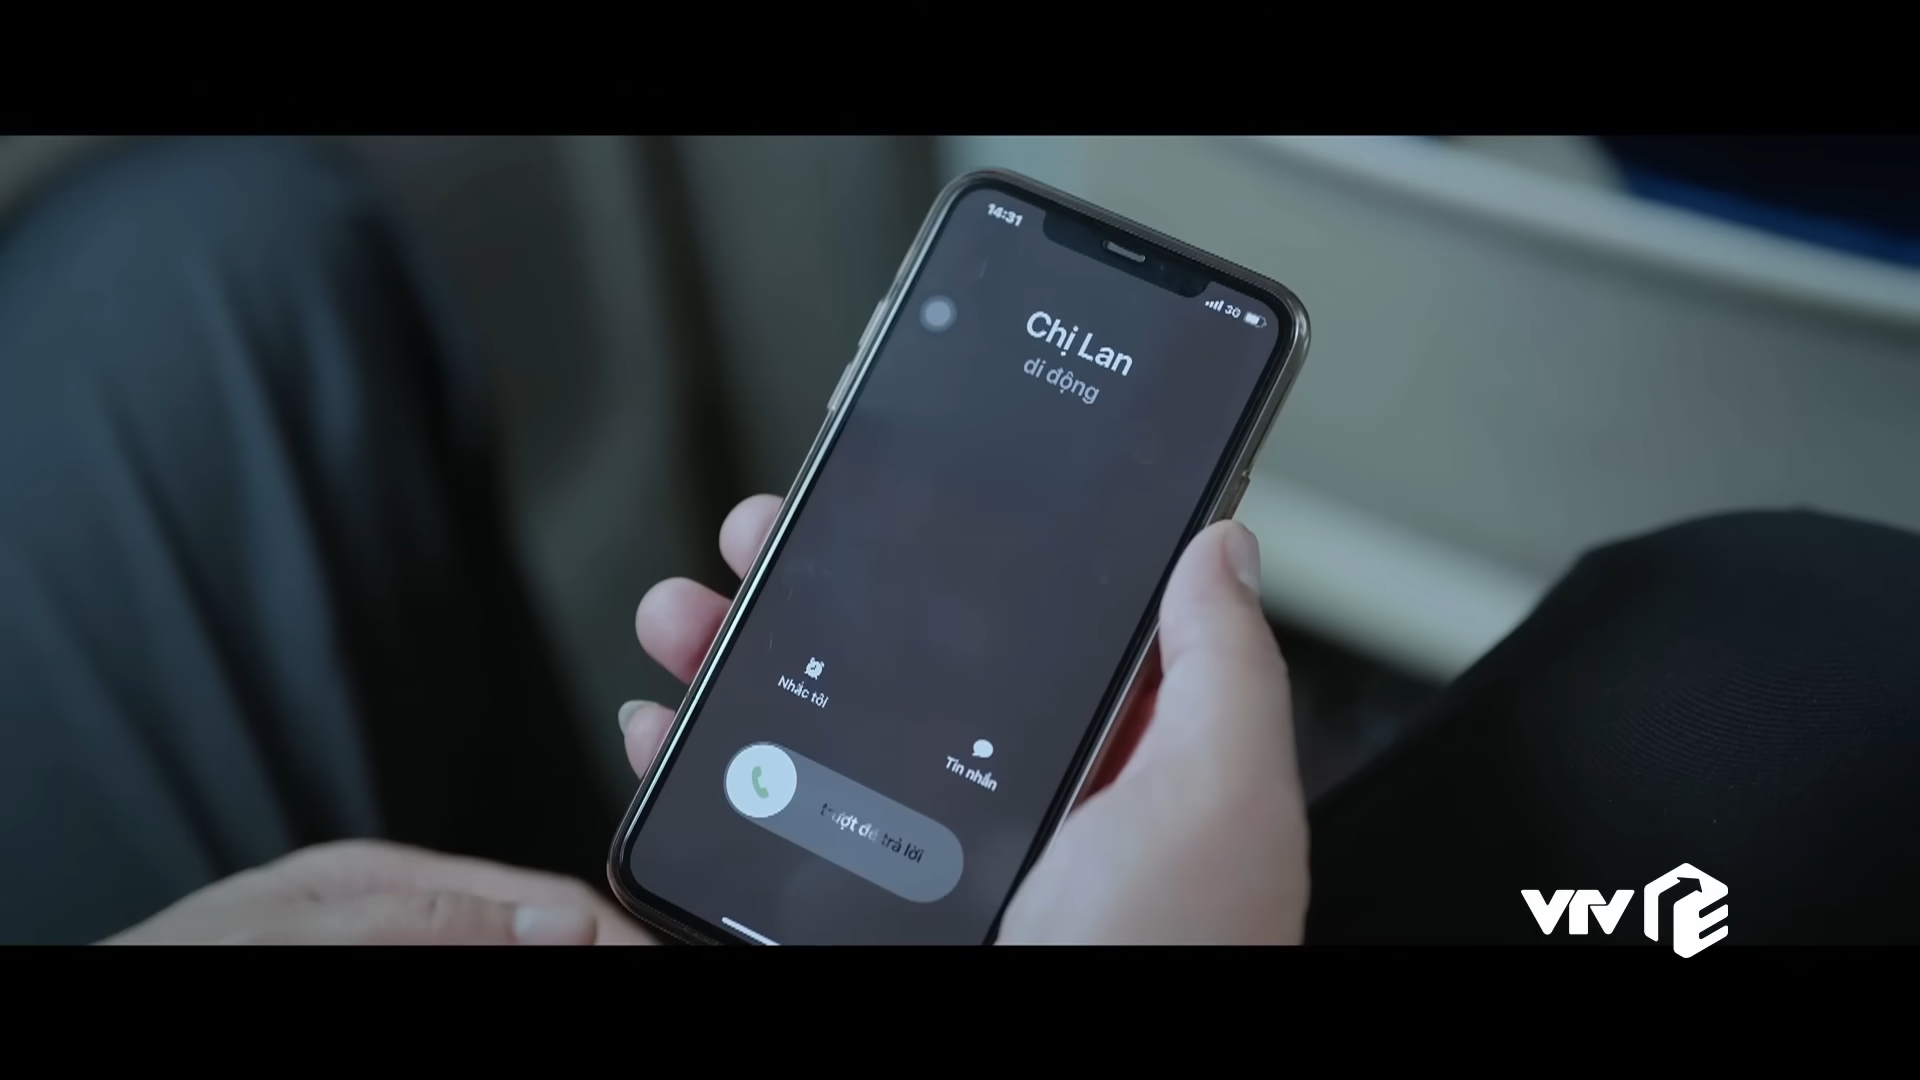 14:31
3G
Chị Lan
di động
Nhắc tôi
Tin nhắn
trượt để trả lời
VTV